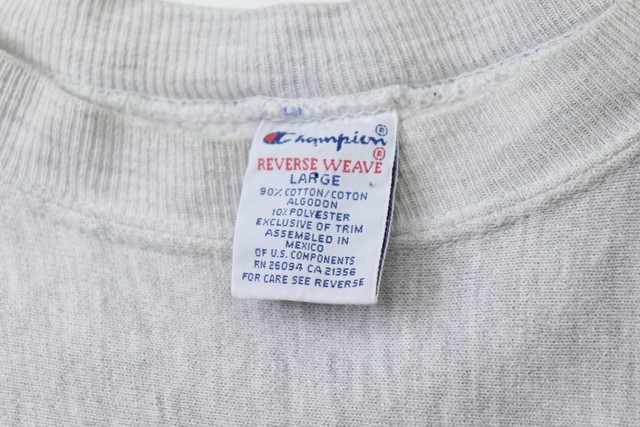 Champion®
REVERSE WEAVE®
LARGE
90% COTTON/COTON
ALGODON
10% POLYESTER
EXCLUSIVE OF TRIM
ASSEMBLED IN
MEXICO
OF U.S. COMPONENTS
RN 26094 CA 21356
FOR CARE SEE REVERSE